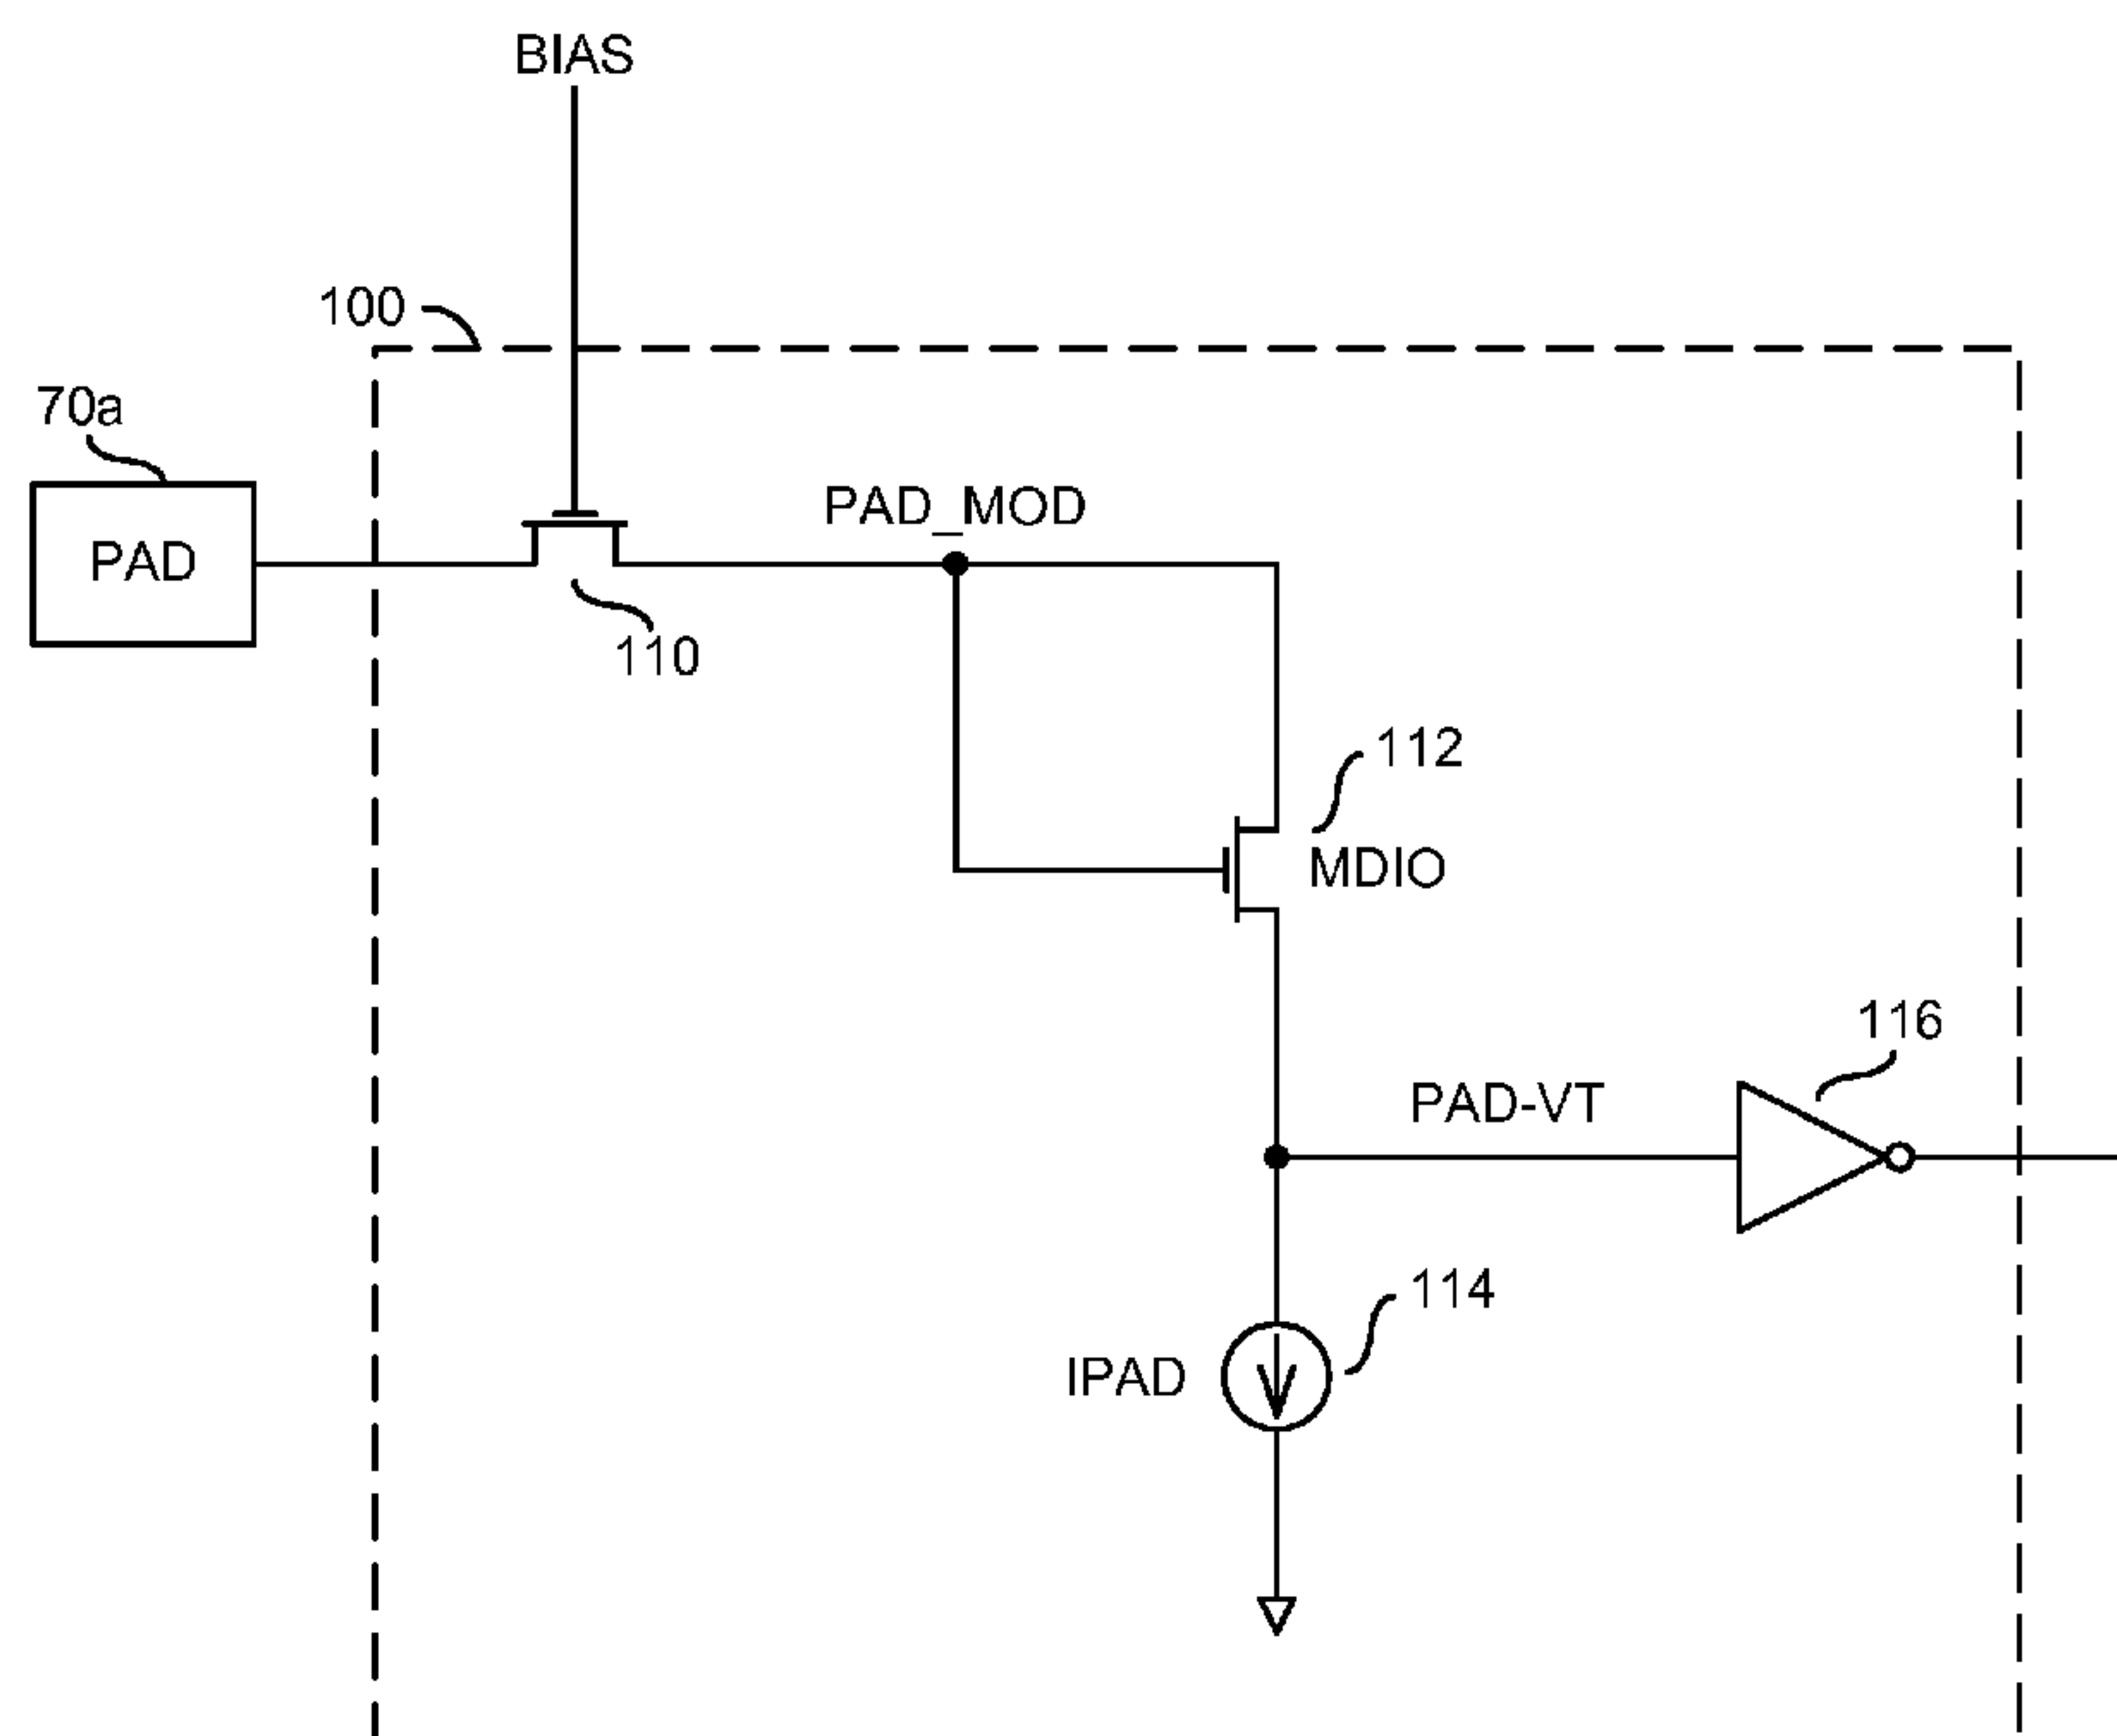 BIAS
100
70a
PAD
PAD_MOD
110
112
MDIO
116
PAD-VT
114
IPAD